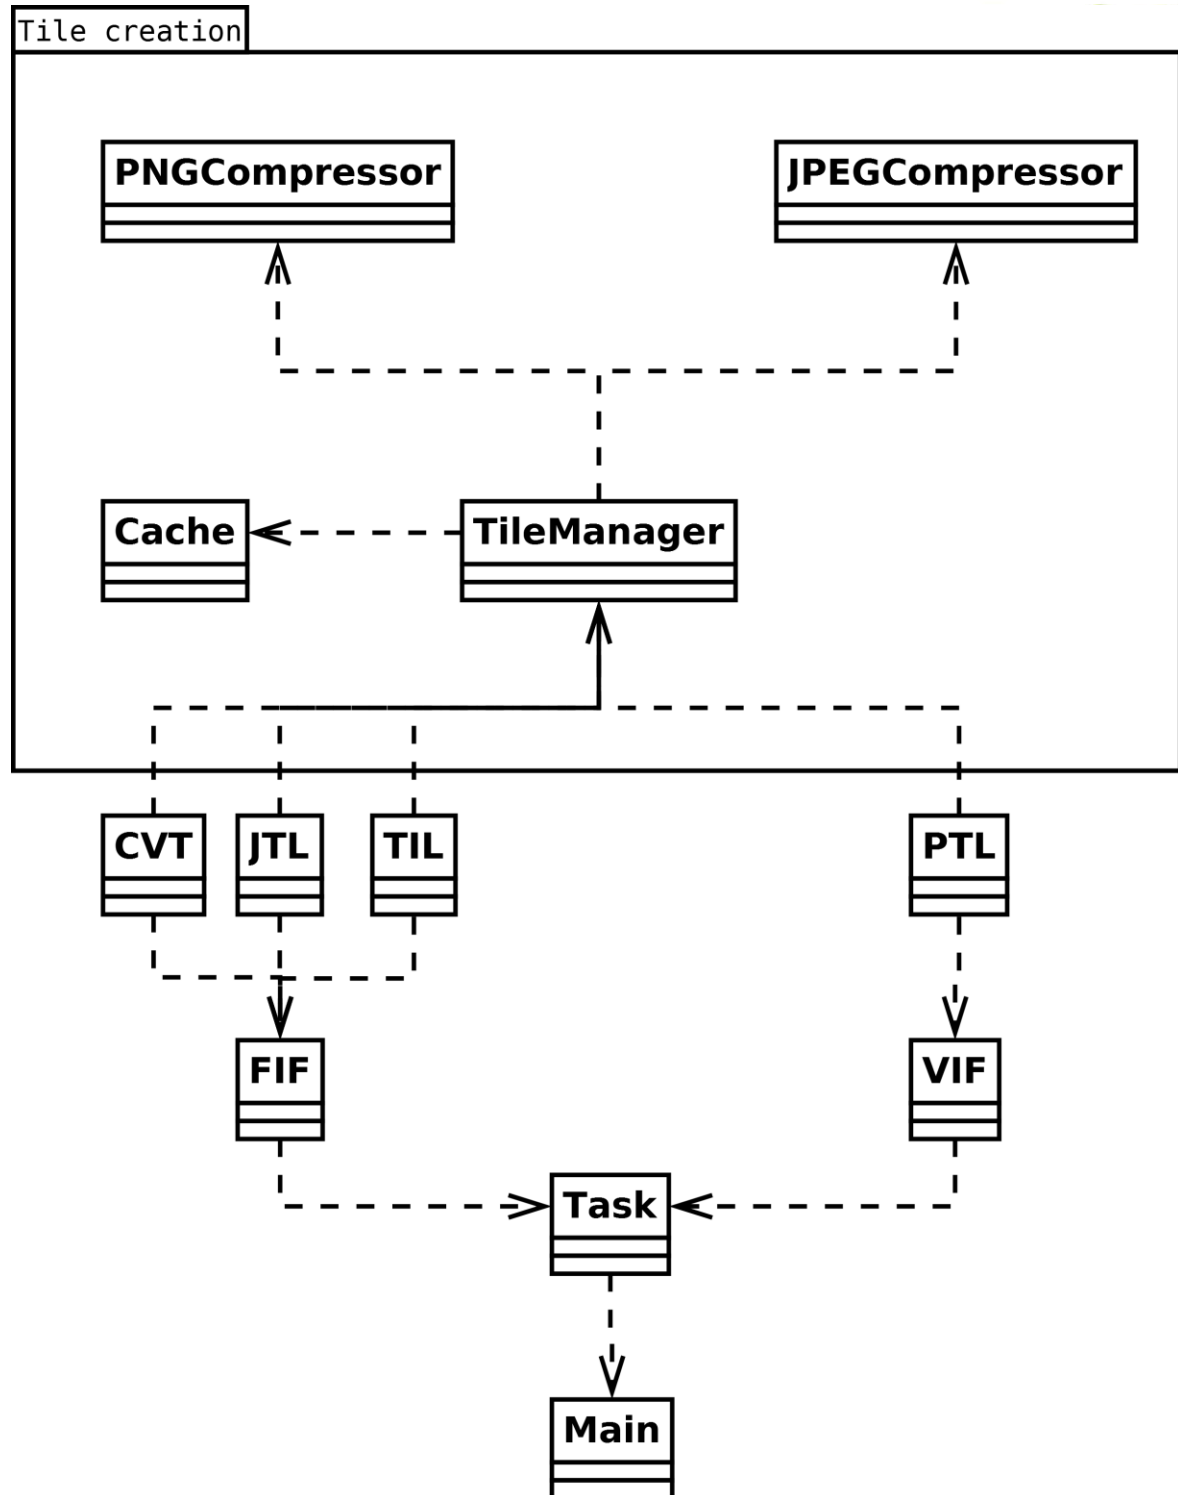 Tile creation
PNGCompressor
JPEGCompressor
Cache
TileManager
CVT
JTL
TIL
PTL
FIF
VIF
Task
Main